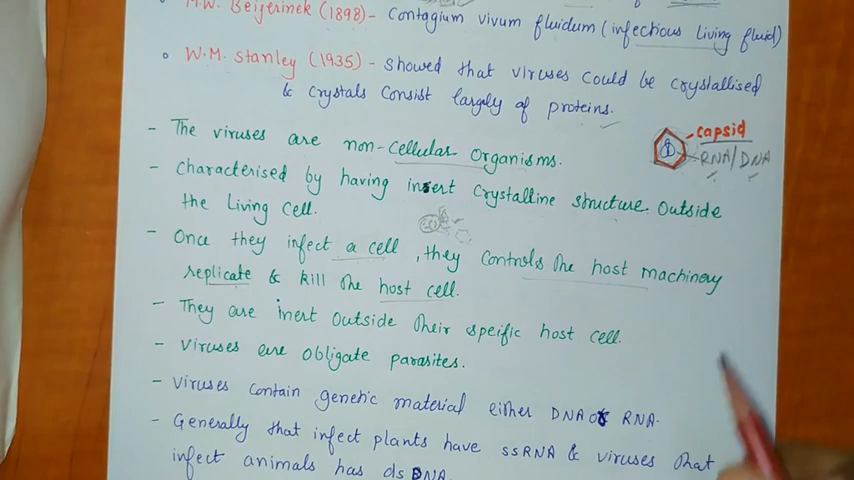 M.W. Beijerinek (1898)- Contagium vivum fluidum (infectious Living fluid)
W.M. Stanley (1935) - showed that viruses could be crystallised
& crystals consist largely of proteins.
- The viruses are non-cellular organisms.
capsid
RNA/DNA
- characterised by having inert crystalline structure outside
the Living cell.
- Once they infect a cell, they controls the host machinery
replicate & kill the host cell.
- They are inert outside their speific host cell.
- viruses are obligate parasites.
- viruses contain genetic material either DNA or RNA.
- Generally that infect plants have ssRNA & viruses that
infect animals has ds DNA.